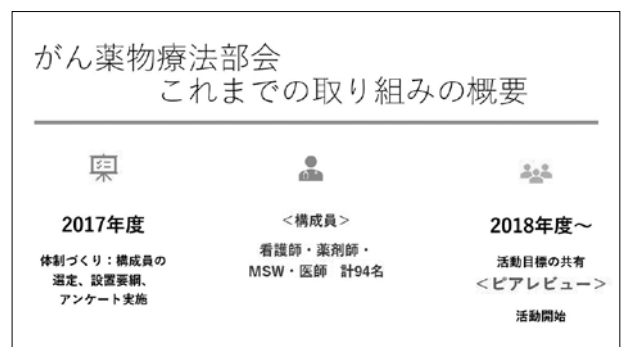 がん薬物療法部会
これまでの取り組みの概要
2017年度
体制づくり：構成員の
選定、設置要綱、
アンケート実施
＜構成員＞
看護師・薬剤師・
MSW・医師　計94名
2018年度～
活動目標の共有
＜ピアレビュー＞
活動開始